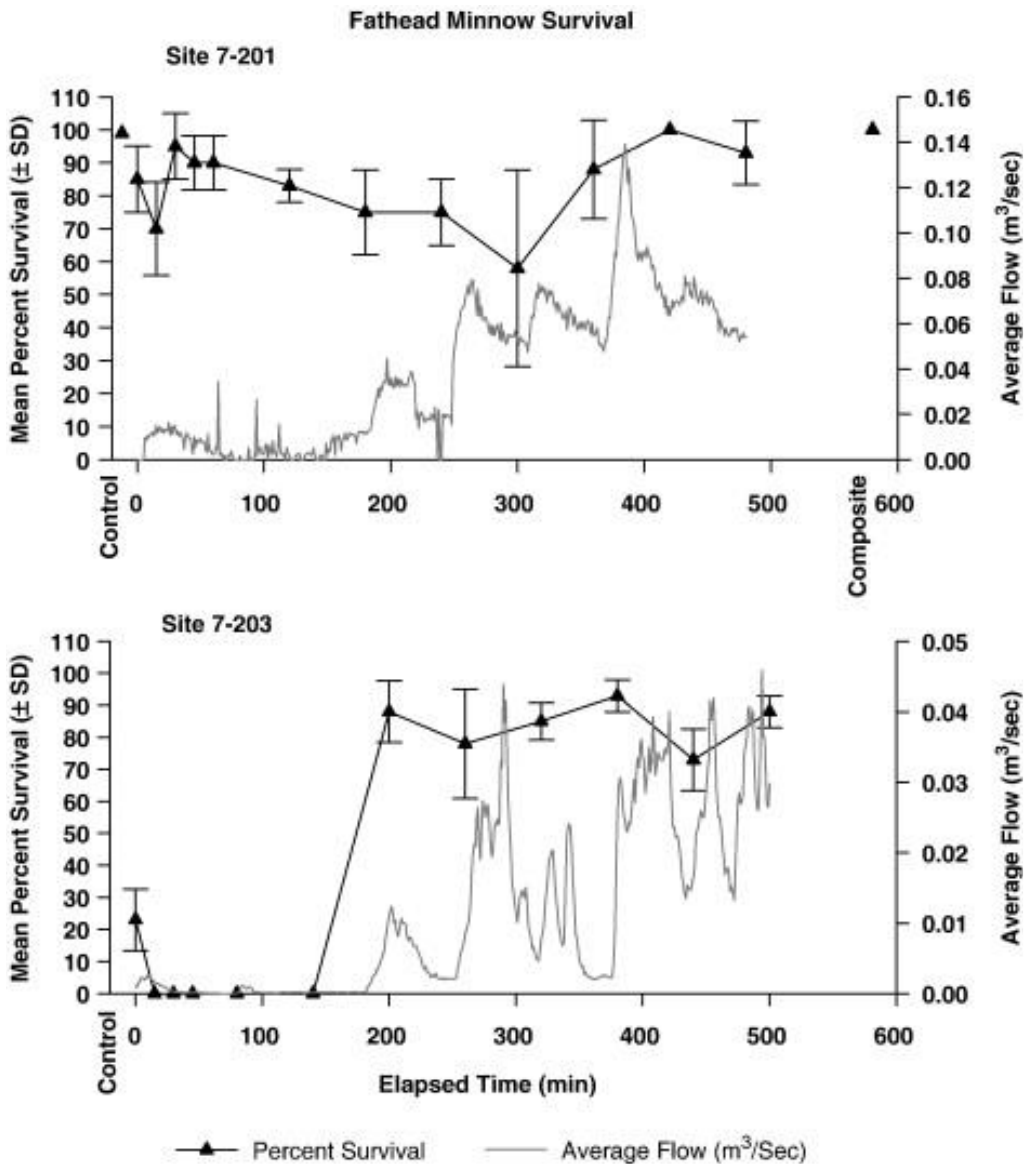 Fathead Minnow Survival
Site 7-201
Mean Percent Survival (± SD)
110
100
90
80
70
60
50
40
30
20
10
0
0.16
0.14
0.12
0.10
0.08
0.06
0.04
0.02
0.00
Average Flow (m³/sec)
Control
0 100 200 300 400 500 600
Composite
Site 7-203
Mean Percent Survival (± SD)
110
100
90
80
70
60
50
40
30
20
10
0
0.05
0.04
0.03
0.02
0.01
0.00
Average Flow (m³/sec)
Control
0 100 200 300 400 500 600
Elapsed Time (min)
Percent Survival Average Flow (m³/Sec)